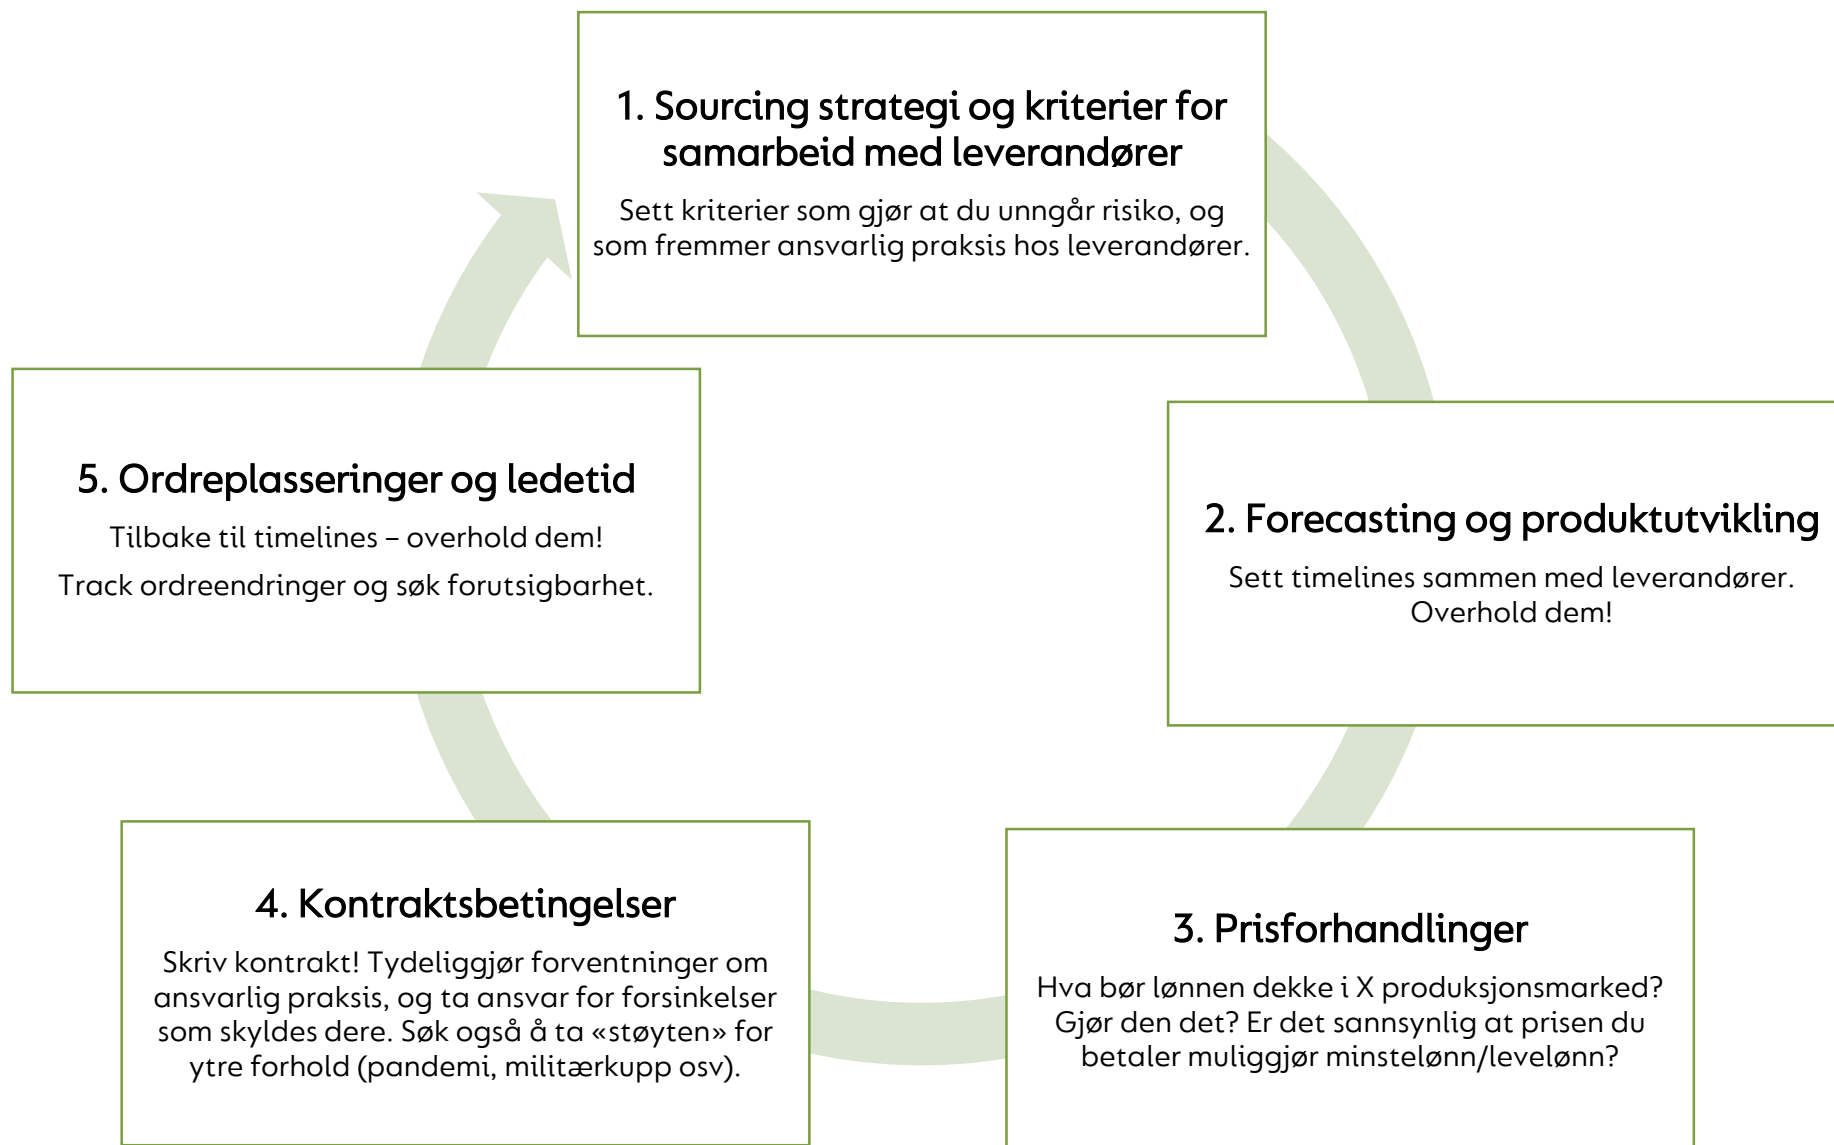 1. Sourcing strategi og kriterier for
samarbeid med leverandører
Sett kriterier som gjør at du unngår risiko, og
som fremmer ansvarlig praksis hos leverandører.
2. Forecasting og produktutvikling
Sett timelines sammen med leverandører.
Overhold dem!
3. Prisforhandlinger
Hva bør lønnen dekke i X produksjonsmarked?
Gjør den det? Er det sannsynlig at prisen du
betaler muliggjør minstelønn/levelønn?
4. Kontraktsbetingelser
Skriv kontrakt! Tydeliggjør forventninger om
ansvarlig praksis, og ta ansvar for forsinkelser
som skyldes dere. Søk også å ta «støyten» for
ytre forhold (pandemi, militærkupp osv).
5. Ordreplasseringer og ledetid
Tilbake til timelines – overhold dem!
Track ordreendringer og søk forutsigbarhet.